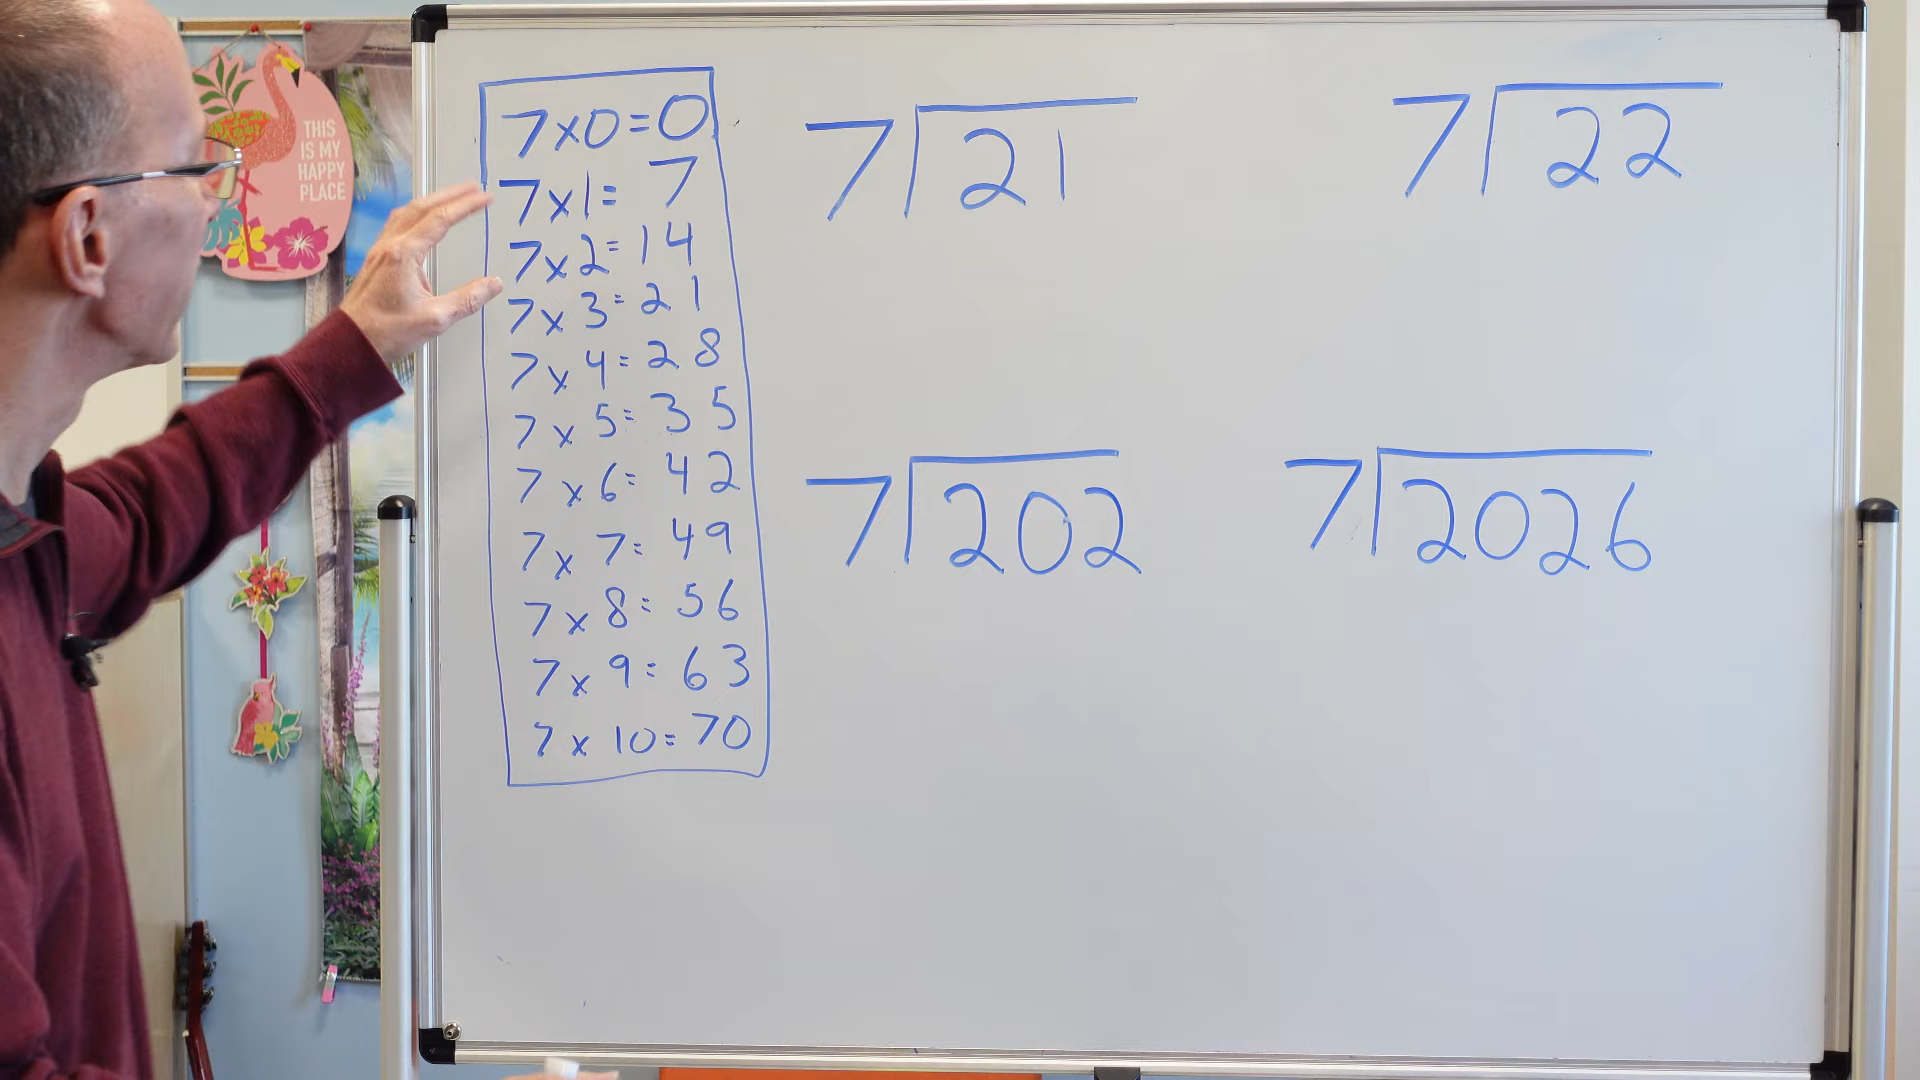 THIS
IS MY
HAPPY
PLACE
7x0=0
7x1= 7
7x2=14
7x3=21
7x4=28
7x5=35
7x6=42
7x7=49
7x8=56
7x9=63
7x10=70
7⟌21
7⟌22
7⟌202
7⟌2026